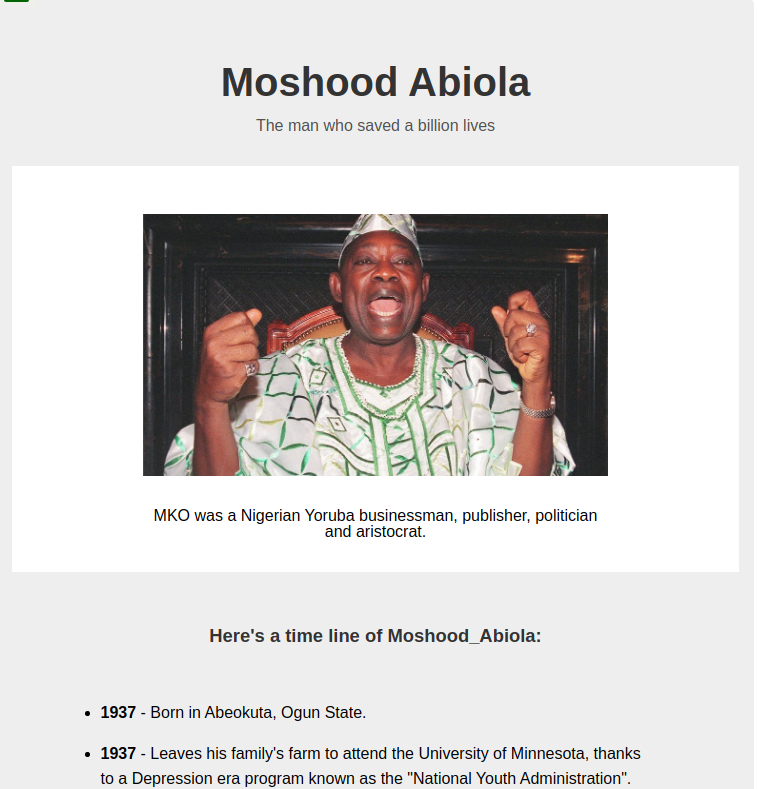 Moshood Abiola
The man who saved a billion lives
MKO was a Nigerian Yoruba businessman, publisher, politician
and aristocrat.
Here's a time line of Moshood_Abiola:
1937 - Born in Abeokuta, Ogun State.
1937 - Leaves his family's farm to attend the University of Minnesota, thanks
to a Depression era program known as the "National Youth Administration".